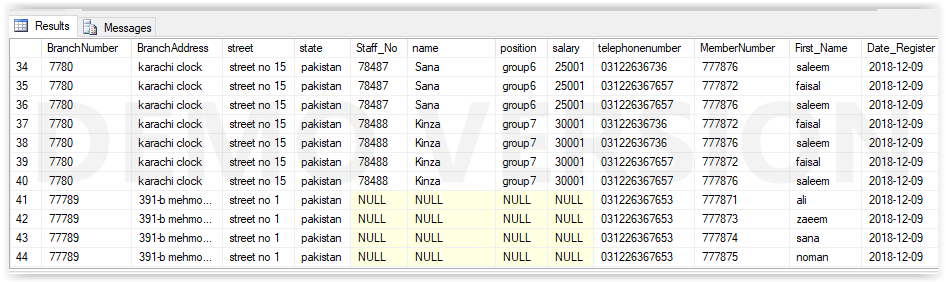 Results Messages
BranchNumber BranchAddress street state Staff_No name position salary telephonenumber MemberNumber First_Name Date_Register
34 7780 karachi clock street no 15 pakistan 78487 Sana group6 25001 03122636736 777876 saleem 2018-12-09
35 7780 karachi clock street no 15 pakistan 78487 Sana group6 25001 031226367657 777872 faisal 2018-12-09
36 7780 karachi clock street no 15 pakistan 78487 Sana group6 25001 031226367657 777876 saleem 2018-12-09
37 7780 karachi clock street no 15 pakistan 78488 Kinza group7 30001 03122636736 777872 faisal 2018-12-09
38 7780 karachi clock street no 15 pakistan 78488 Kinza group7 30001 03122636736 777876 saleem 2018-12-09
39 7780 karachi clock street no 15 pakistan 78488 Kinza group7 30001 031226367657 777872 faisal 2018-12-09
40 7780 karachi clock street no 15 pakistan 78488 Kinza group7 30001 031226367657 777876 saleem 2018-12-09
41 77789 391-b mehmo... street no 1 pakistan NULL NULL NULL NULL 031226367653 777871 ali 2018-12-09
42 77789 391-b mehmo... street no 1 pakistan NULL NULL NULL NULL 031226367653 777873 zaeem 2018-12-09
43 77789 391-b mehmo... street no 1 pakistan NULL NULL NULL NULL 031226367653 777874 sana 2018-12-09
44 77789 391-b mehmo... street no 1 pakistan NULL NULL NULL NULL 031226367653 777875 noman 2018-12-09
DEMO VERSION